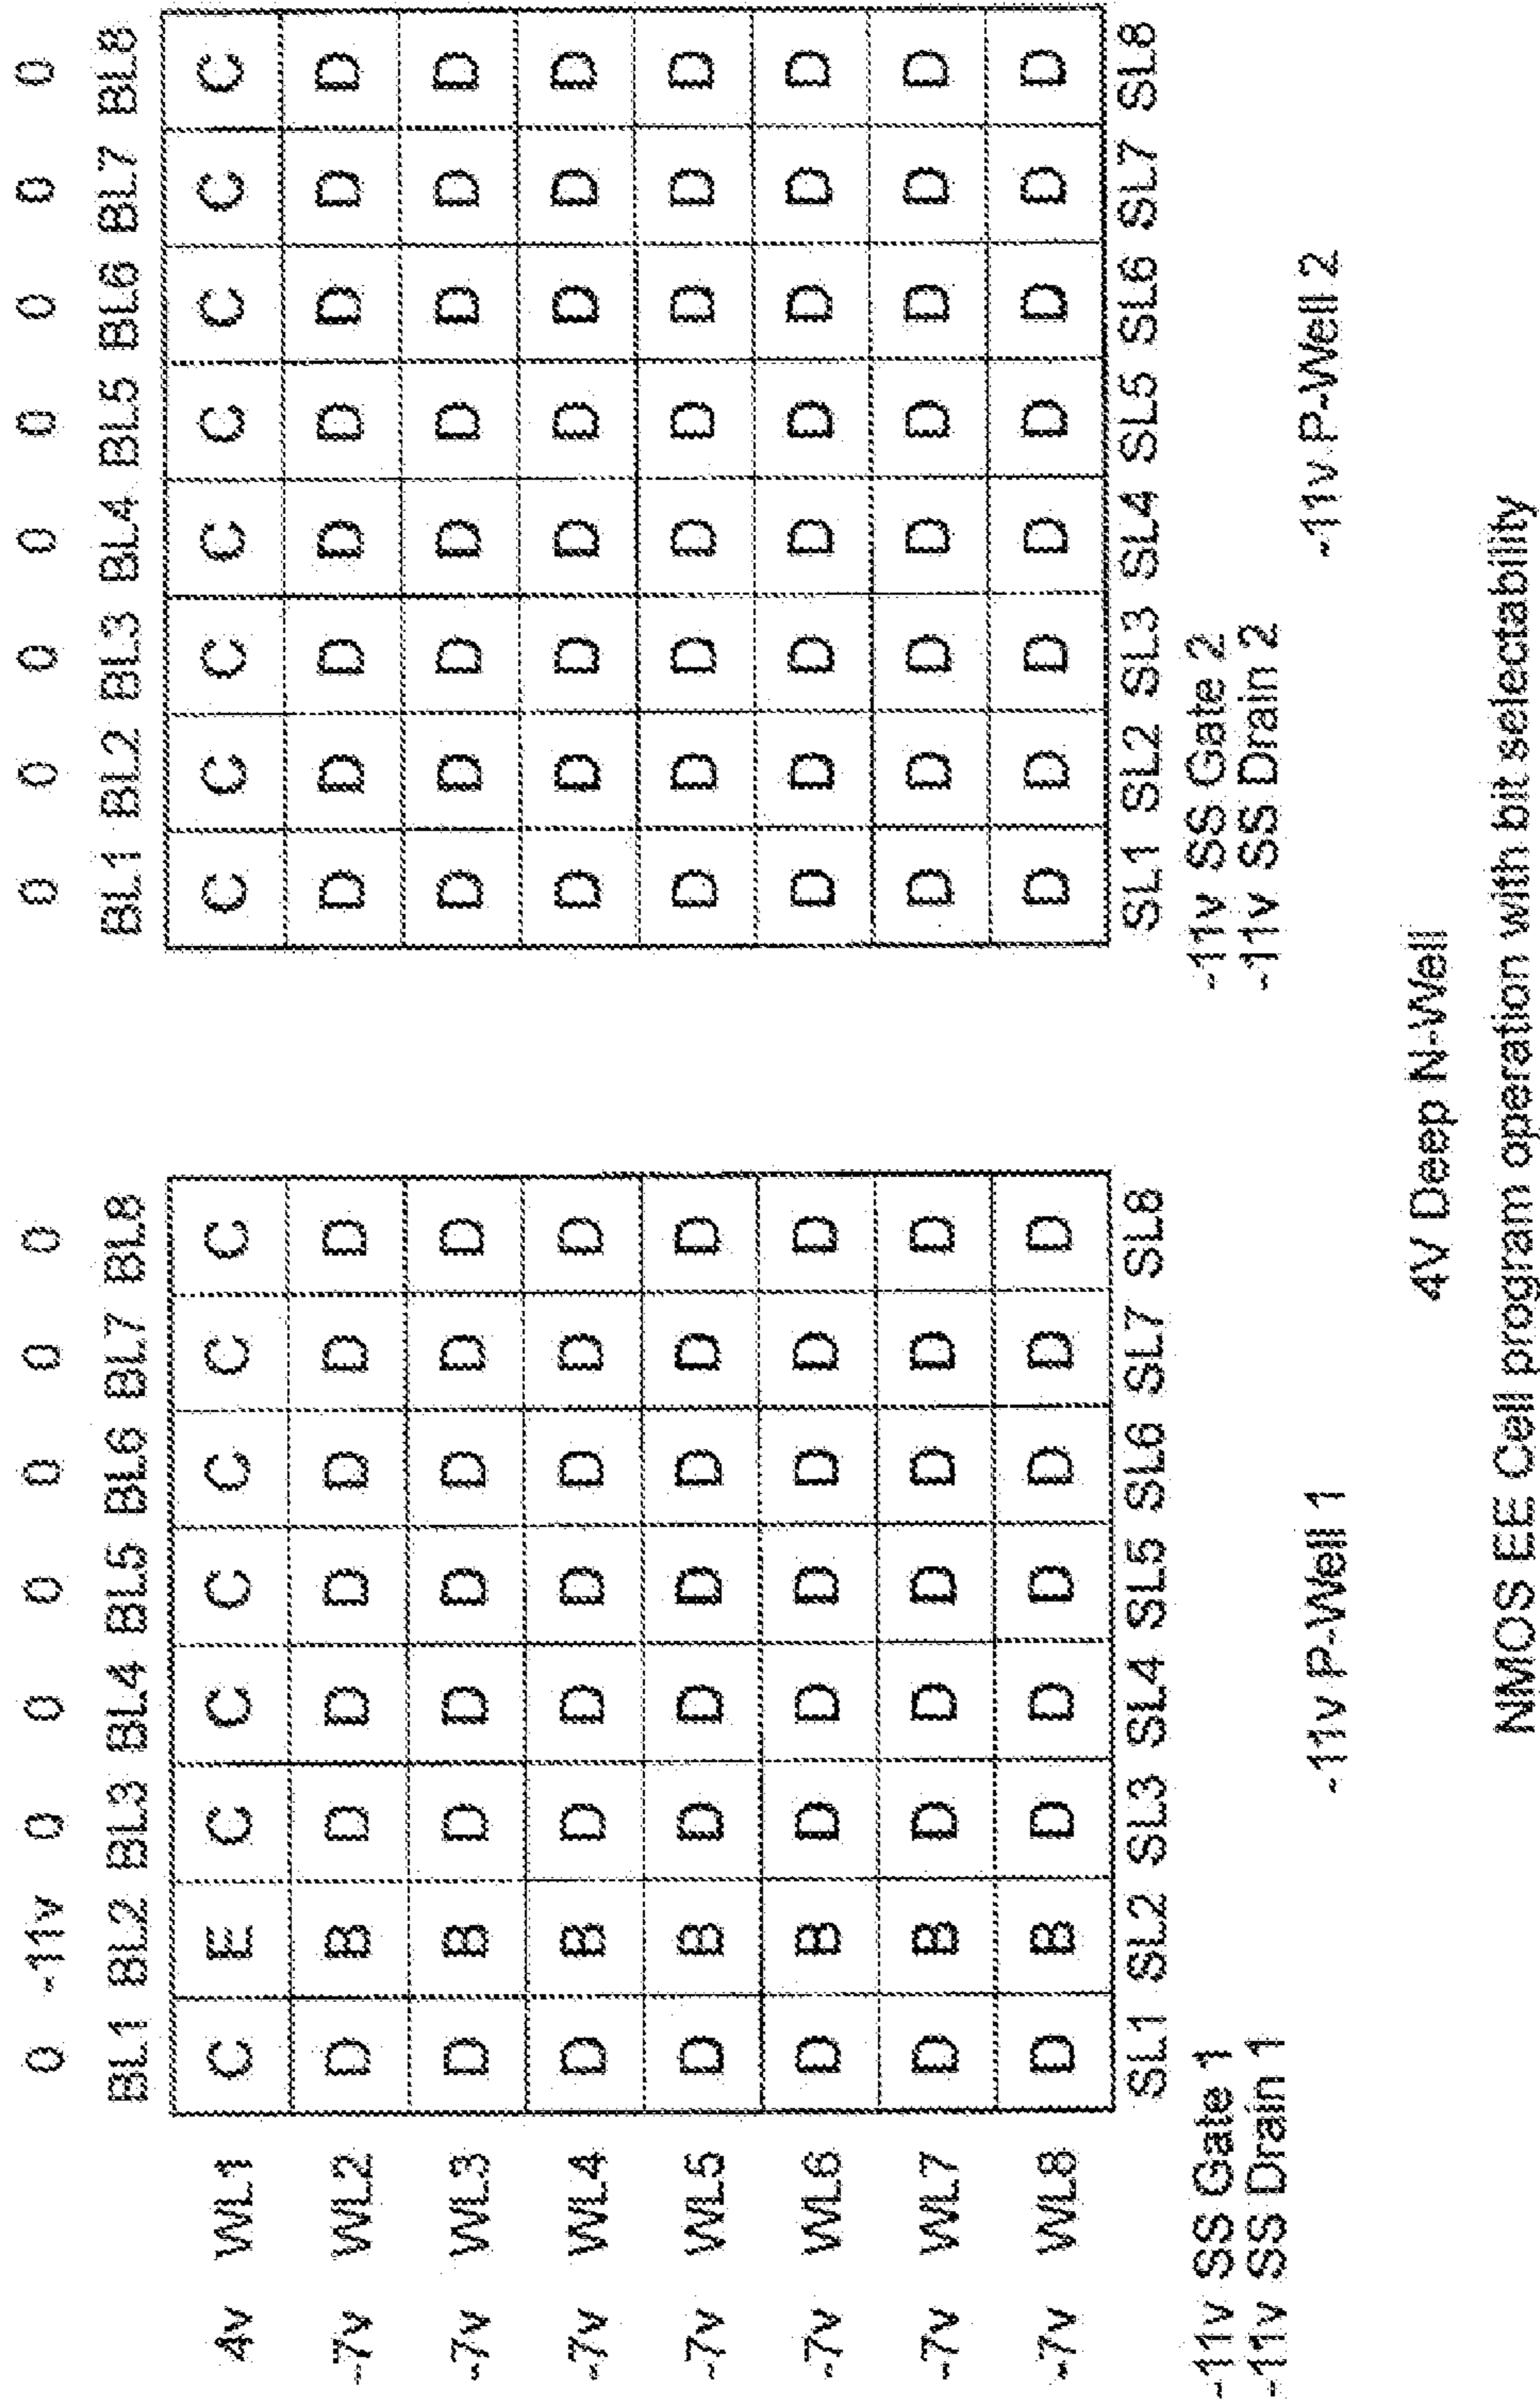 0 -11v 0 0 0 0 0 0 0 0 0 0 0 0 0 0
BL1 BL2 BL3 BL4 BL5 BL6 BL7 BL8 BL1 BL2 BL3 BL4 BL5 BL6 BL7 BL8
4v WL1 C E C C C C C C C C C C C C C C
-7v WL2 D B D D D D D D D D D D D D D D
-7v WL3 D B D D D D D D D D D D D D D D
-7v WL4 D B D D D D D D D D D D D D D D
-7v WL5 D B D D D D D D D D D D D D D D
-7v WL6 D B D D D D D D D D D D D D D D
-7v WL7 D B D D D D D D D D D D D D D D
-7v WL8 D B D D D D D D D D D D D D D D
SL1 SL2 SL3 SL4 SL5 SL6 SL7 SL8 SL1 SL2 SL3 SL4 SL5 SL6 SL7 SL8
-11v SS Gate 1 -11v SS Gate 2
-11v SS Drain 1 -11v SS Drain 2
-11v P-Well 1 -11v P-Well 2
4V Deep N-Well
NMOS EE Cell program operation with bit selectability